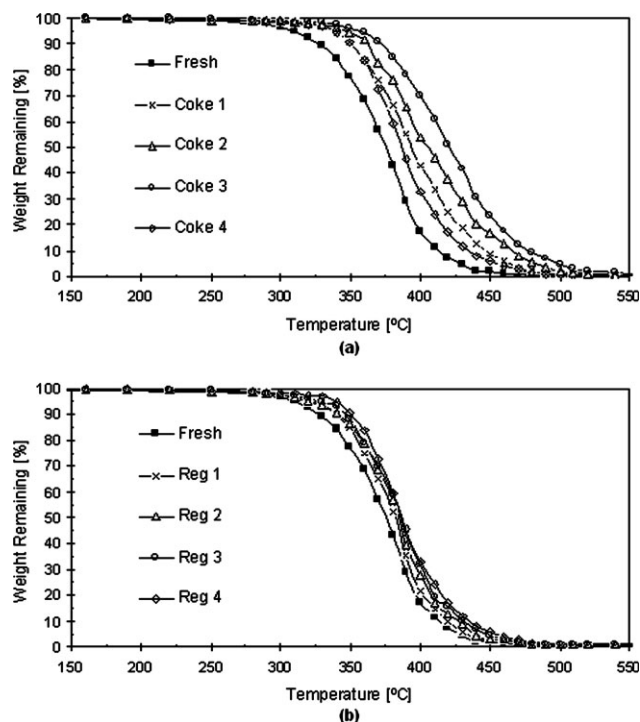 100
90
80
70
60
50
40
30
20
10
0
Weight Remaining [%]
Fresh
Coke 1
Coke 2
Coke 3
Coke 4
150 200 250 300 350 400 450 500 550
Temperature [ºC]
(a)
100
90
80
70
60
50
40
30
20
10
0
Weight Remaining [%]
Fresh
Reg 1
Reg 2
Reg 3
Reg 4
150 200 250 300 350 400 450 500 550
Temperature [ºC]
(b)